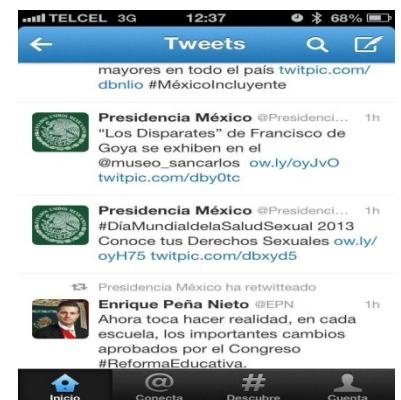 TELCEL 3G 12:37 68%
Tweets
mayores en todo el país twitpic.com/
dbnlio #MéxicoIncluyente
Presidencia México @Presidenci... 1h
“Los Disparates” de Francisco de
Goya se exhiben en el
@museo_sancarlos ow.ly/oyJvO
twitpic.com/dby0tc
Presidencia México @Presidenci... 1h
#DíaMundialdelaSaludSexual 2013
Conoce tus Derechos Sexuales ow.ly/
oyH75 twitpic.com/dbxyd5
Presidencia México ha retwitteado
Enrique Peña Nieto @EPN 1h
Ahora toca hacer realidad, en cada
escuela, los importantes cambios
aprobados por el Congreso
#ReformaEducativa.
Inicio Conecta Descubre Cuenta